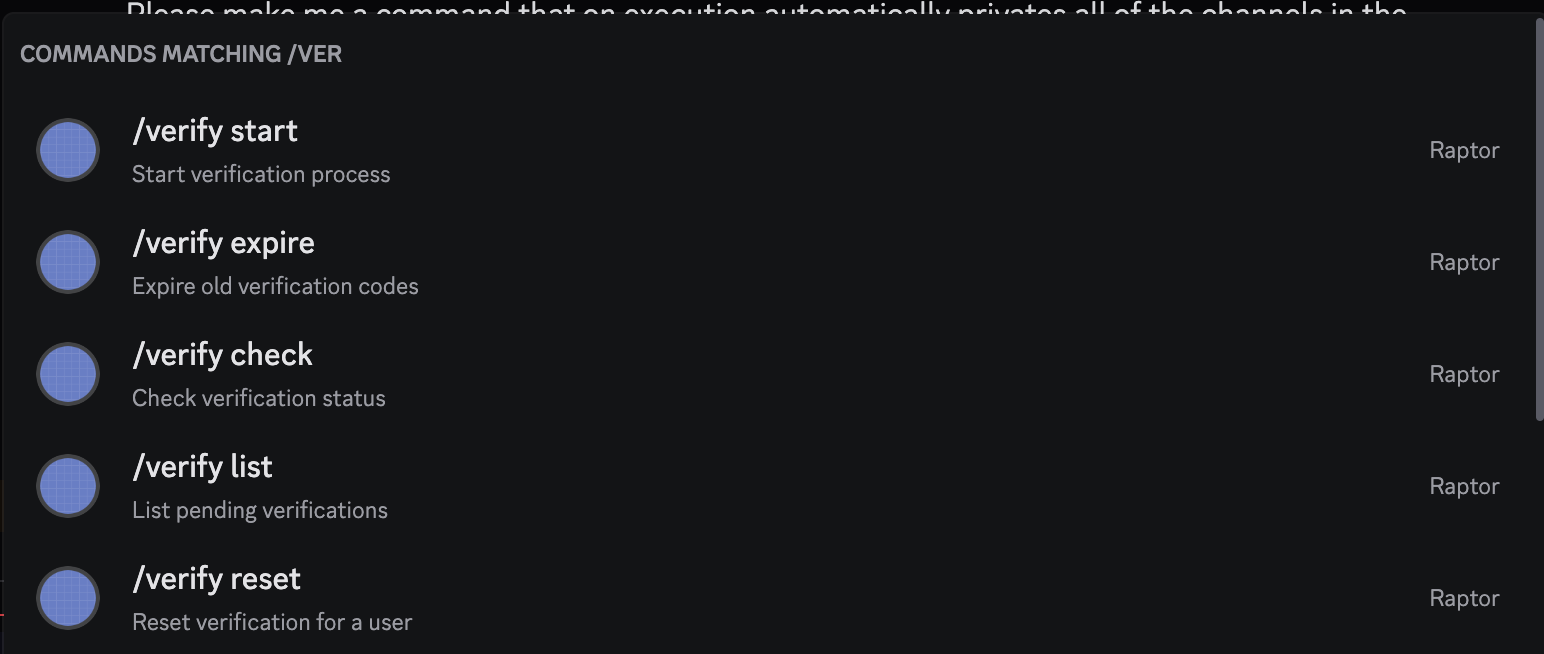 Please make me a command that on execution automatically privates all of the channels in the
COMMANDS MATCHING /VER
/verify start
Start verification process
Raptor
/verify expire
Expire old verification codes
Raptor
/verify check
Check verification status
Raptor
/verify list
List pending verifications
Raptor
/verify reset
Reset verification for a user
Raptor